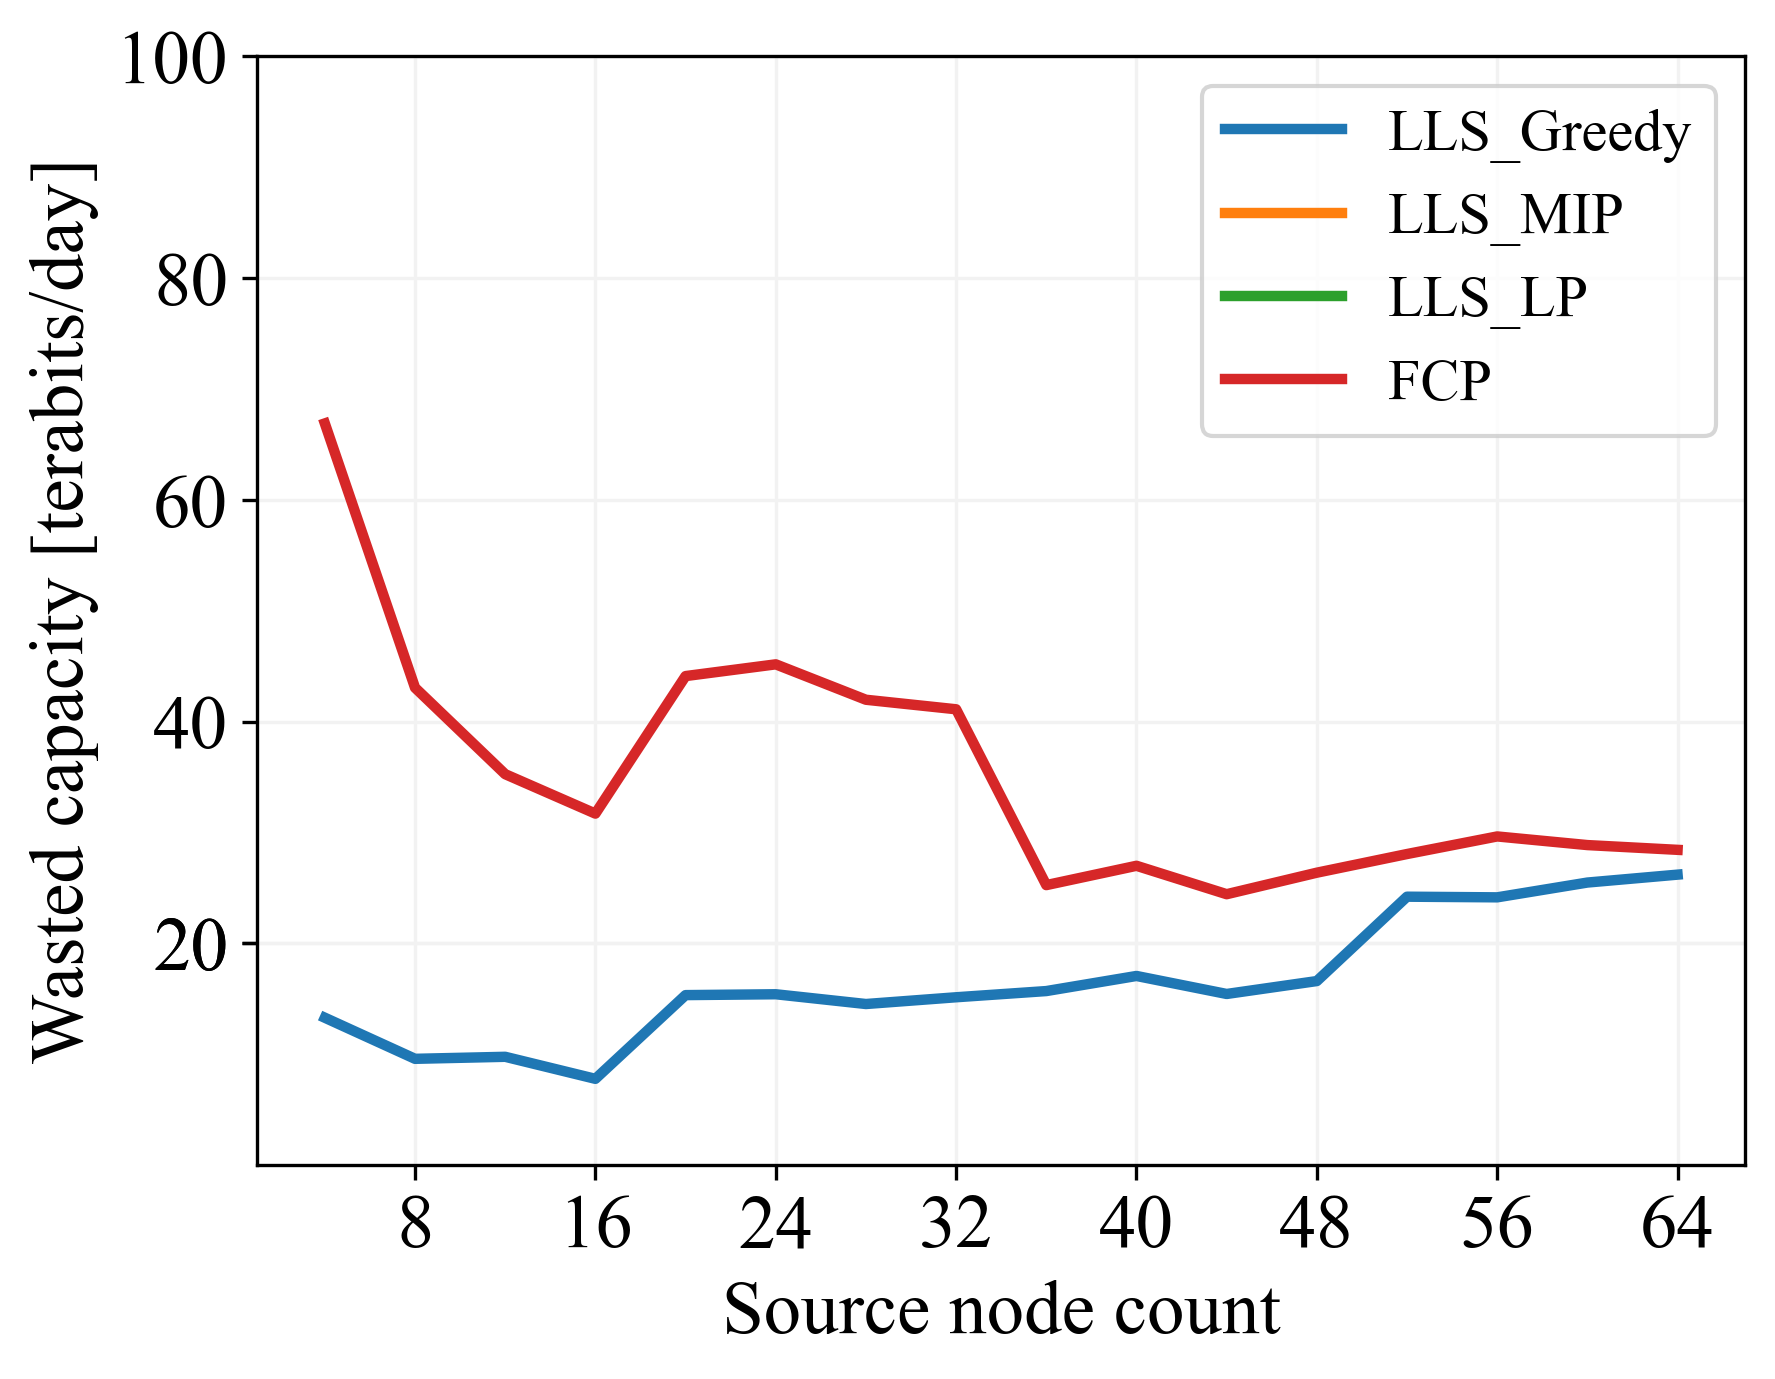 100
80
60
40
20
Wasted capacity [terabits/day]
LLS_Greedy
LLS_MIP
LLS_LP
FCP
8 16 24 32 40 48 56 64
Source node count